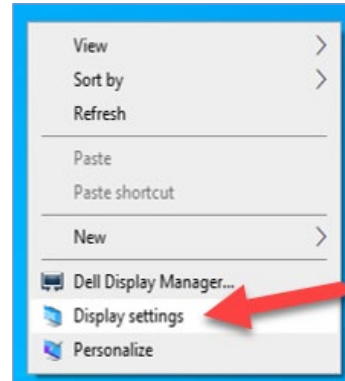 View
Sort by
Refresh
Paste
Paste shortcut
New
Dell Display Manager...
Display settings
Personalize